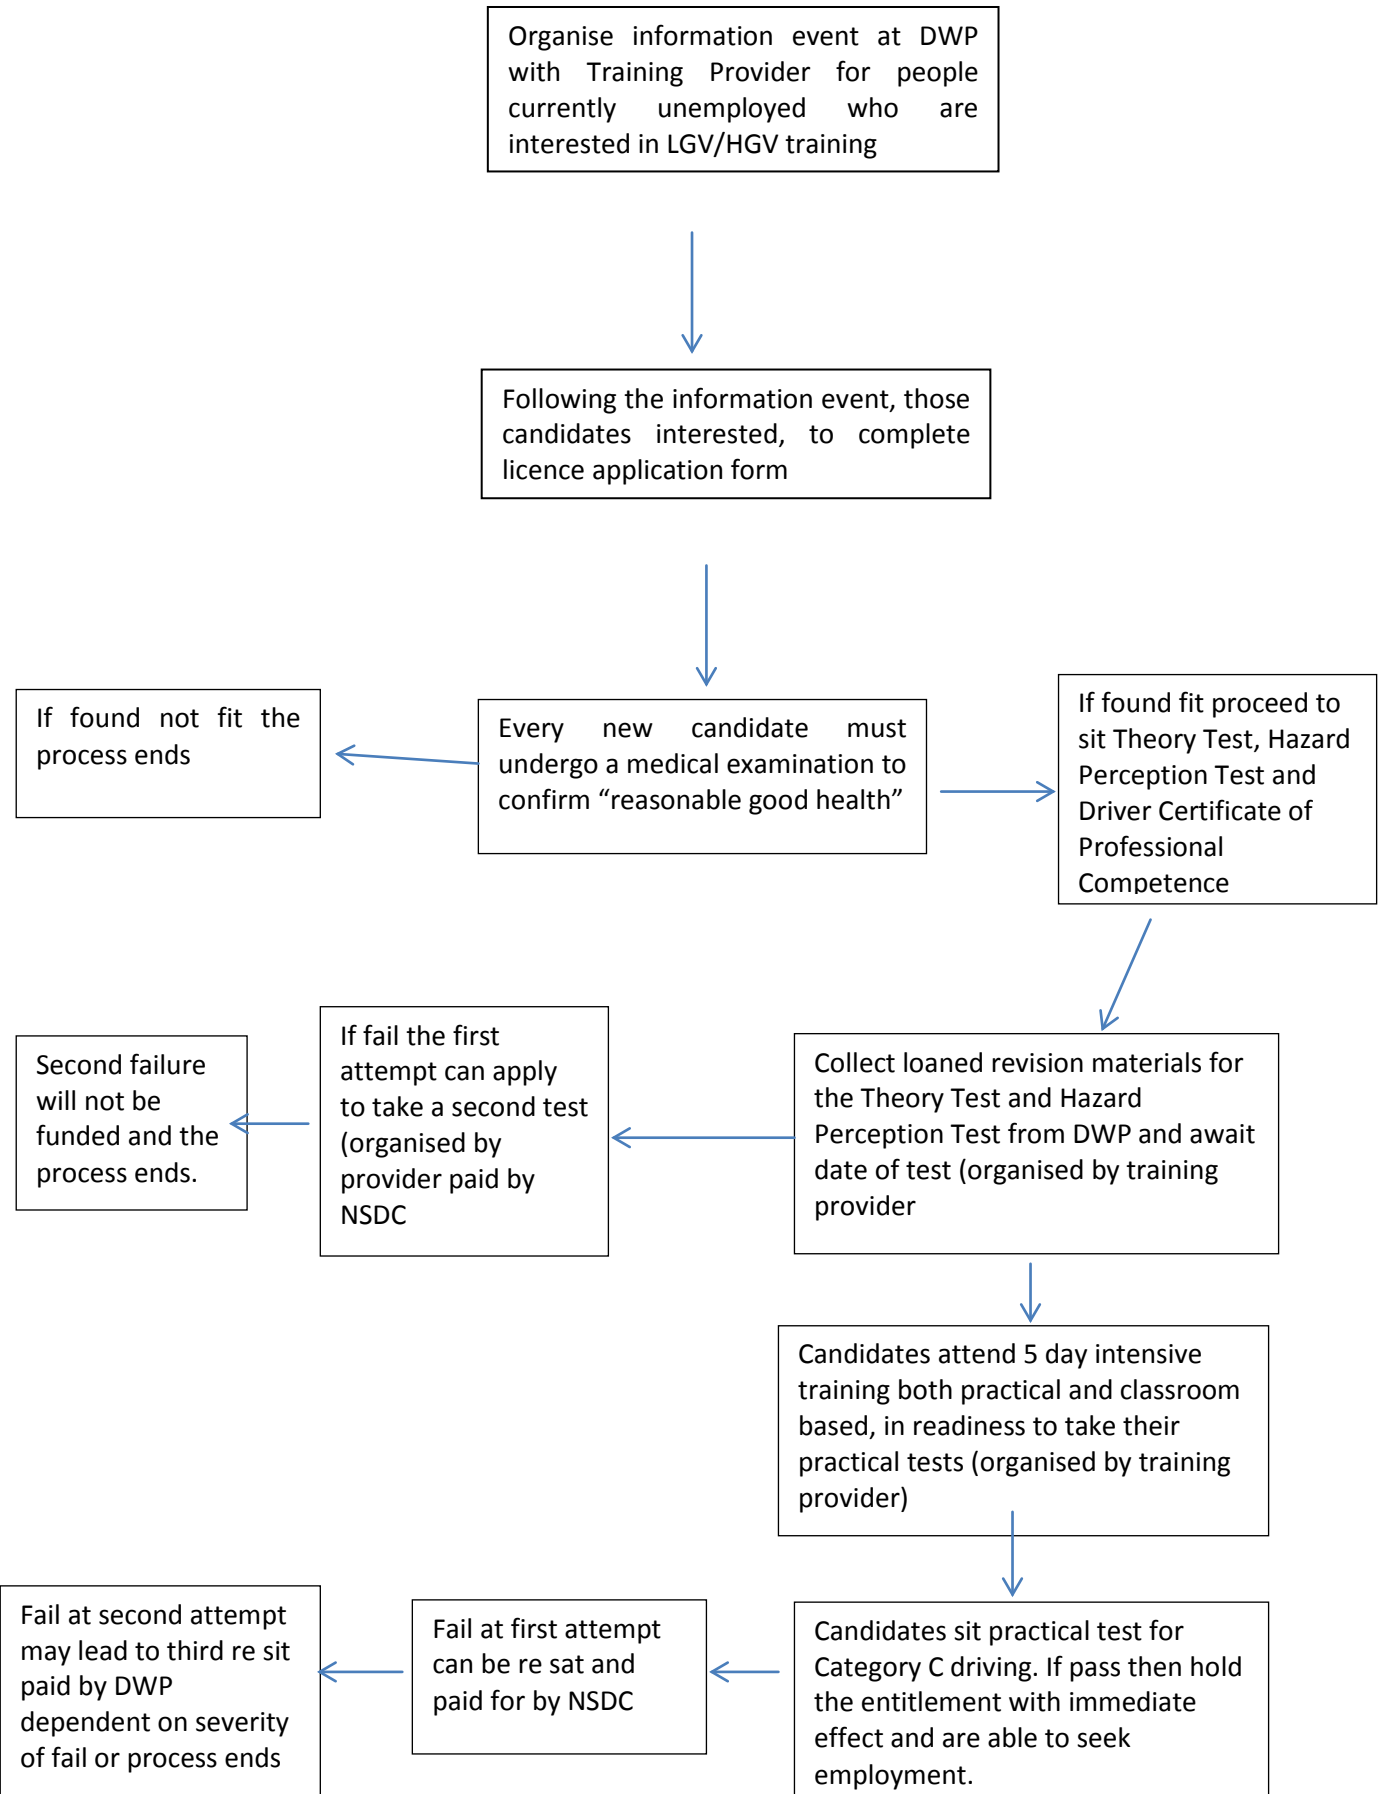 Organise information event at DWP
with Training Provider for people
currently unemployed who are
interested in LGV/HGV training
Following the information event, those
candidates interested, to complete
licence application form
If found not fit the
process ends
Every new candidate must
undergo a medical examination to
confirm “reasonable good health”
If found fit proceed to
sit Theory Test, Hazard
Perception Test and
Driver Certificate of
Professional
Competence
Second failure
will not be
funded and the
process ends.
If fail the first
attempt can apply
to take a second test
(organised by
provider paid by
NSDC
Collect loaned revision materials for
the Theory Test and Hazard
Perception Test from DWP and await
date of test (organised by training
provider
Candidates attend 5 day intensive
training both practical and classroom
based, in readiness to take their
practical tests (organised by training
provider)
Fail at second attempt
may lead to third re sit
paid by DWP
dependent on severity
of fail or process ends
Fail at first attempt
can be re sat and
paid for by NSDC
Candidates sit practical test for
Category C driving. If pass then hold
the entitlement with immediate
effect and are able to seek
employment.